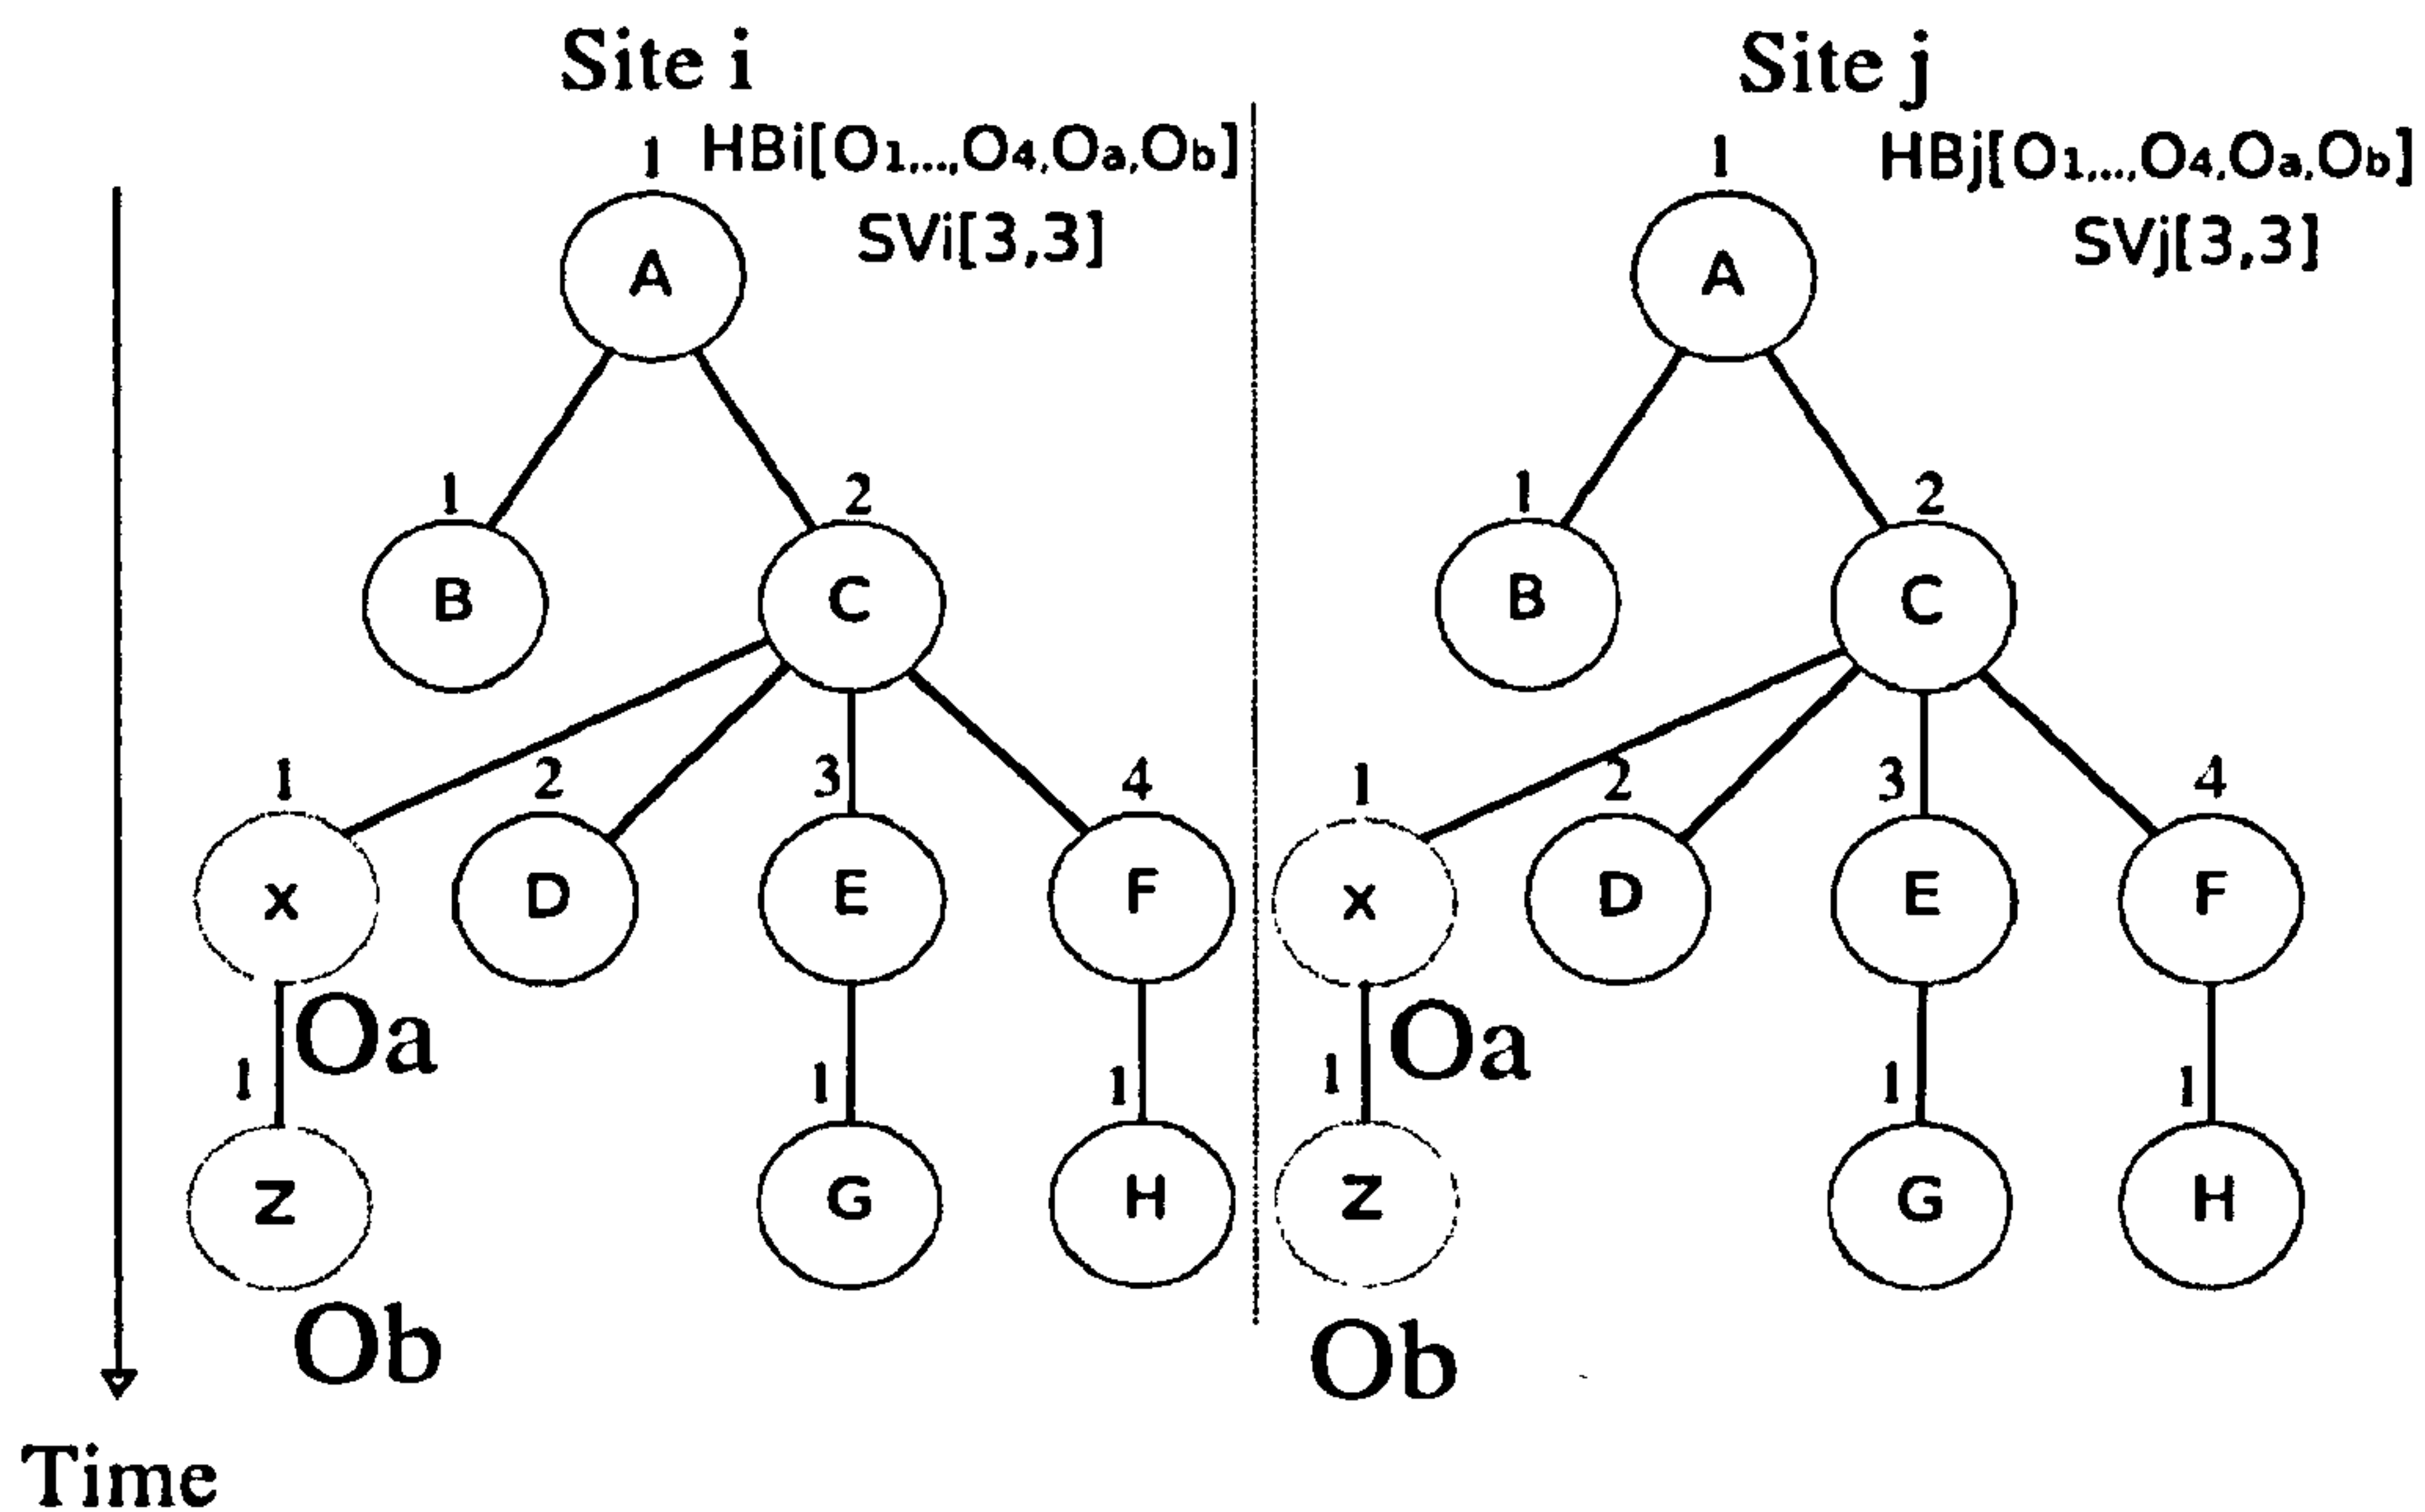 Site i
1 HBi[O1,...,O4,Oa,Ob]
SVi[3,3]
A
1 2
B C
1 2 3 4
x D E F
Oa
1 1 1
Z G H
Ob
Site j
1 HBj[O1,...,O4,Oa,Ob]
SVj[3,3]
A
1 2
B C
1 2 3 4
x D E F
Oa
1 1 1
Z G H
Ob
Time